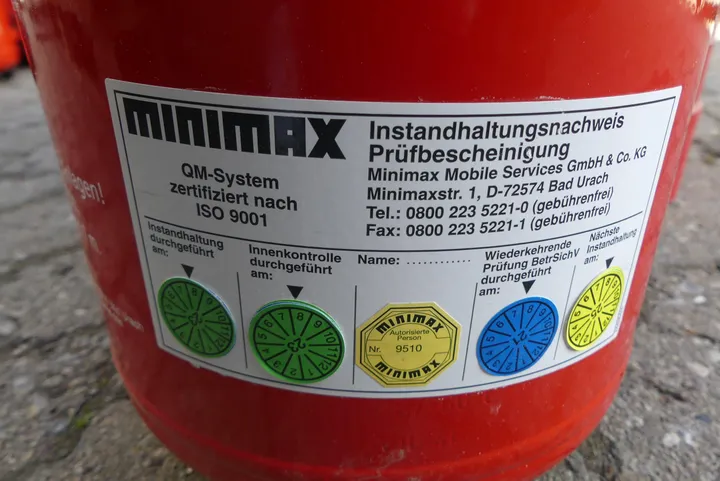 MINIMAX
QM-System
zertifiziert nach
ISO 9001
Instandhaltungsnachweis
Prüfbescheinigung
Minimax Mobile Services GmbH & Co. KG
Minimaxstr. 1, D-72574 Bad Urach
Tel.: 0800 223 5221-0 (gebührenfrei)
Fax: 0800 223 5221-1 (gebührenfrei)
Instandhaltung
durchgeführt
am:
Innenkontrolle
durchgeführt
am:
Name: ............
Wiederkehrende
Prüfung BetrSichV
durchgeführt
am:
Nächste
Instandhaltung
am:
MINIMAX
Autorisierte
Person
Nr. 9510
MINIMAX